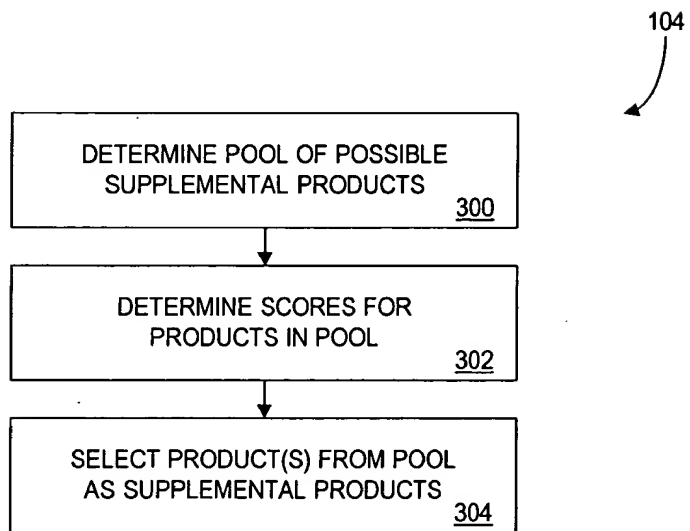 104
DETERMINE POOL OF POSSIBLE
SUPPLEMENTAL PRODUCTS
300
DETERMINE SCORES FOR
PRODUCTS IN POOL
302
SELECT PRODUCT(S) FROM POOL
AS SUPPLEMENTAL PRODUCTS
304